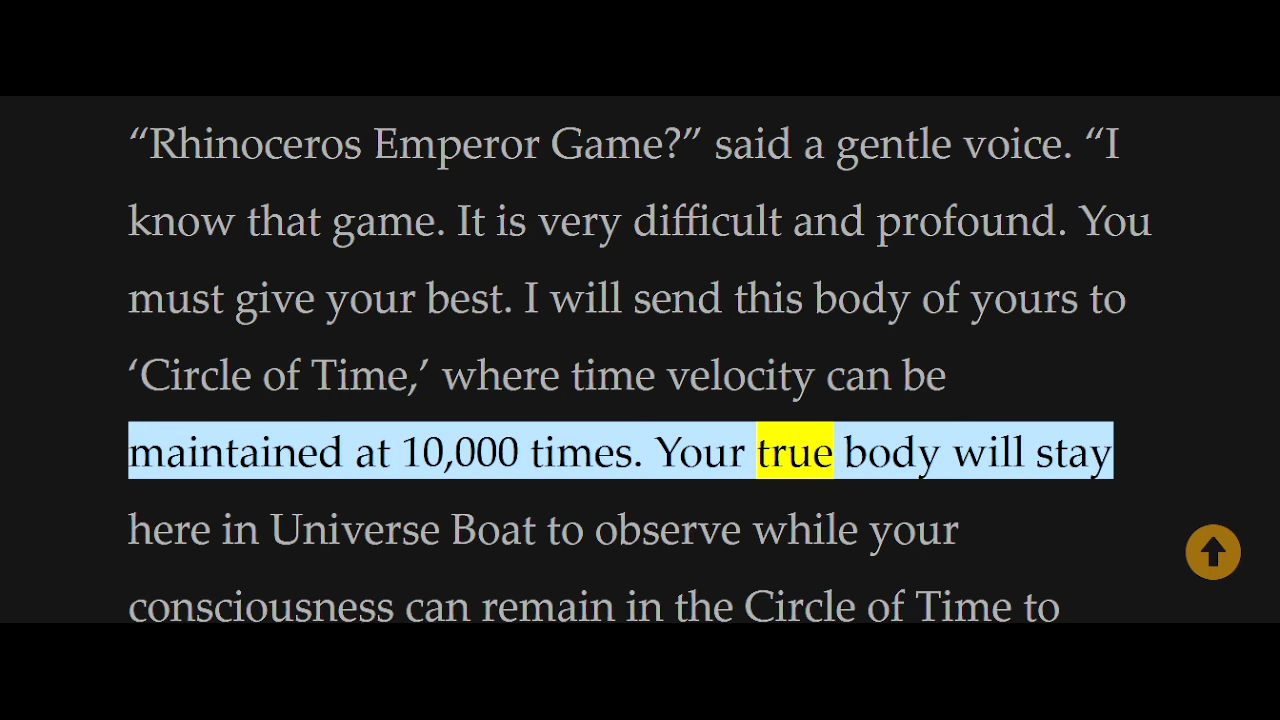 “Rhinoceros Emperor Game?” said a gentle voice. “I
know that game. It is very difficult and profound. You
must give your best. I will send this body of yours to
‘Circle of Time,’ where time velocity can be
maintained at 10,000 times. Your true body will stay
here in Universe Boat to observe while your
consciousness can remain in the Circle of Time to